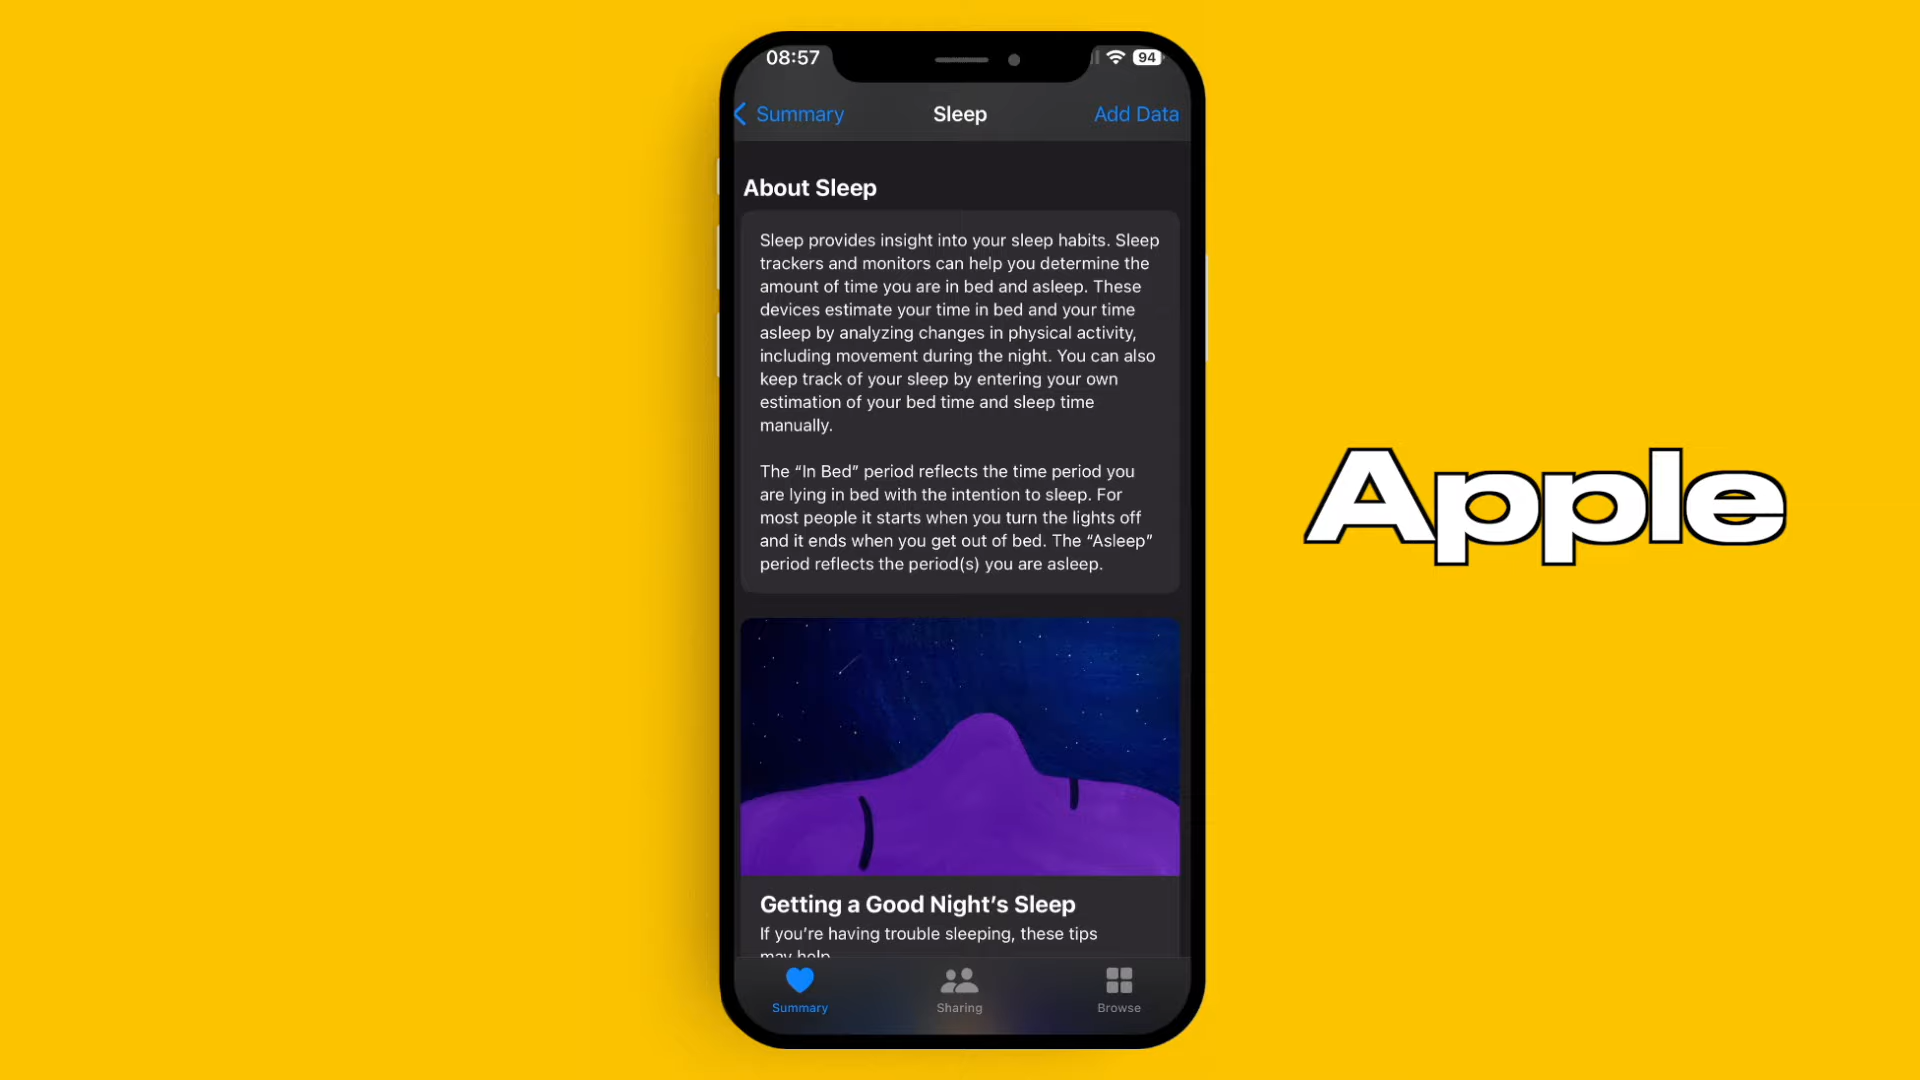 08:57
94
Summary
Sleep
Add Data
About Sleep
Sleep provides insight into your sleep habits. Sleep
trackers and monitors can help you determine the
amount of time you are in bed and asleep. These
devices estimate your time in bed and your time
asleep by analyzing changes in physical activity,
including movement during the night. You can also
keep track of your sleep by entering your own
estimation of your bed time and sleep time
manually.
The “In Bed” period reflects the time period you
are lying in bed with the intention to sleep. For
most people it starts when you turn the lights off
and it ends when you get out of bed. The “Asleep”
period reflects the period(s) you are asleep.
Getting a Good Night’s Sleep
If you’re having trouble sleeping, these tips
may help
Summary
Sharing
Browse
Apple